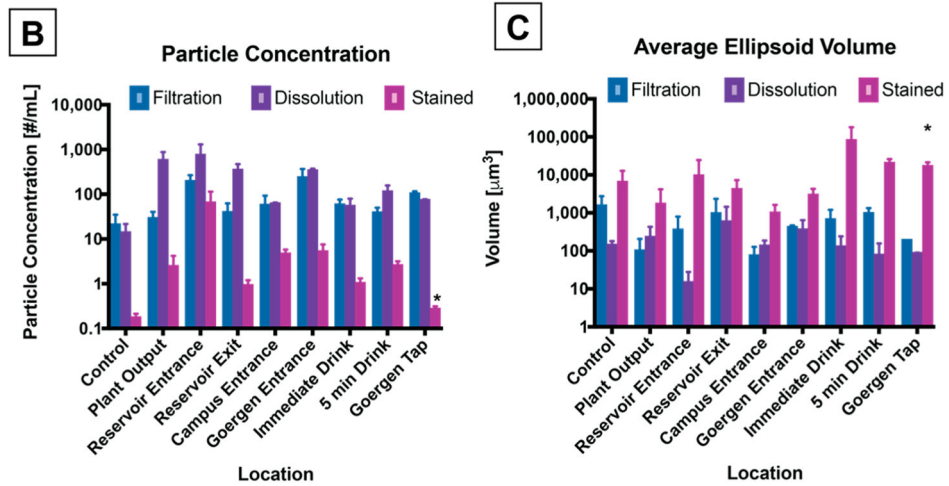 B
Particle Concentration
Filtration Dissolution Stained
Particle Concentration [#/mL]
10,000
1,000
100
10
1
0.1
*
Control
Plant Output
Reservoir Entrance
Reservoir Exit
Campus Entrance
Goergen Entrance
Immediate Drink
5 min Drink
Goergen Tap
Location
C
Average Ellipsoid Volume
Filtration Dissolution Stained
Volume [μm³]
1,000,000
100,000
10,000
1,000
100
10
1
*
Control
Plant Output
Reservoir Entrance
Reservoir Exit
Campus Entrance
Goergen Entrance
Immediate Drink
5 min Drink
Goergen Tap
Location